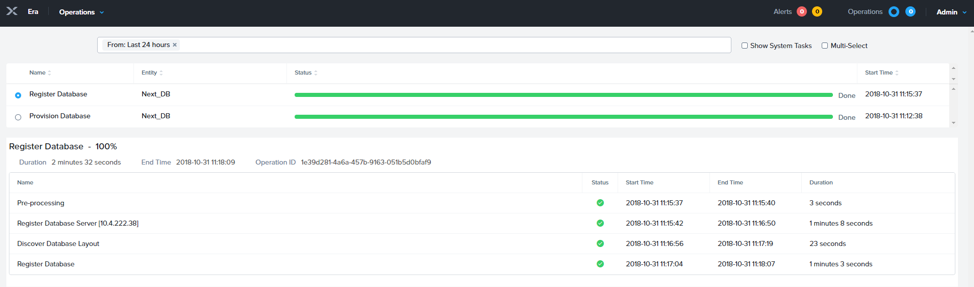 Era Operations Alerts 0 0 Operations 0 Admin
From: Last 24 hours × Show System Tasks Multi-Select
Name Entity Status Start Time
Register Database Next_DB Done 2018-10-31 11:15:37
Provision Database Next_DB Done 2018-10-31 11:12:38
Register Database - 100%
Duration 2 minutes 32 seconds End Time 2018-10-31 11:18:09 Operation ID 1e39d281-4a6a-457b-9163-051b5d0bfaf9
Name Status Start Time End Time Duration
Pre-processing 2018-10-31 11:15:37 2018-10-31 11:15:40 3 seconds
Register Database Server [10.4.222.38] 2018-10-31 11:15:42 2018-10-31 11:16:50 1 minutes 8 seconds
Discover Database Layout 2018-10-31 11:16:56 2018-10-31 11:17:19 23 seconds
Register Database 2018-10-31 11:17:04 2018-10-31 11:18:07 1 minutes 3 seconds